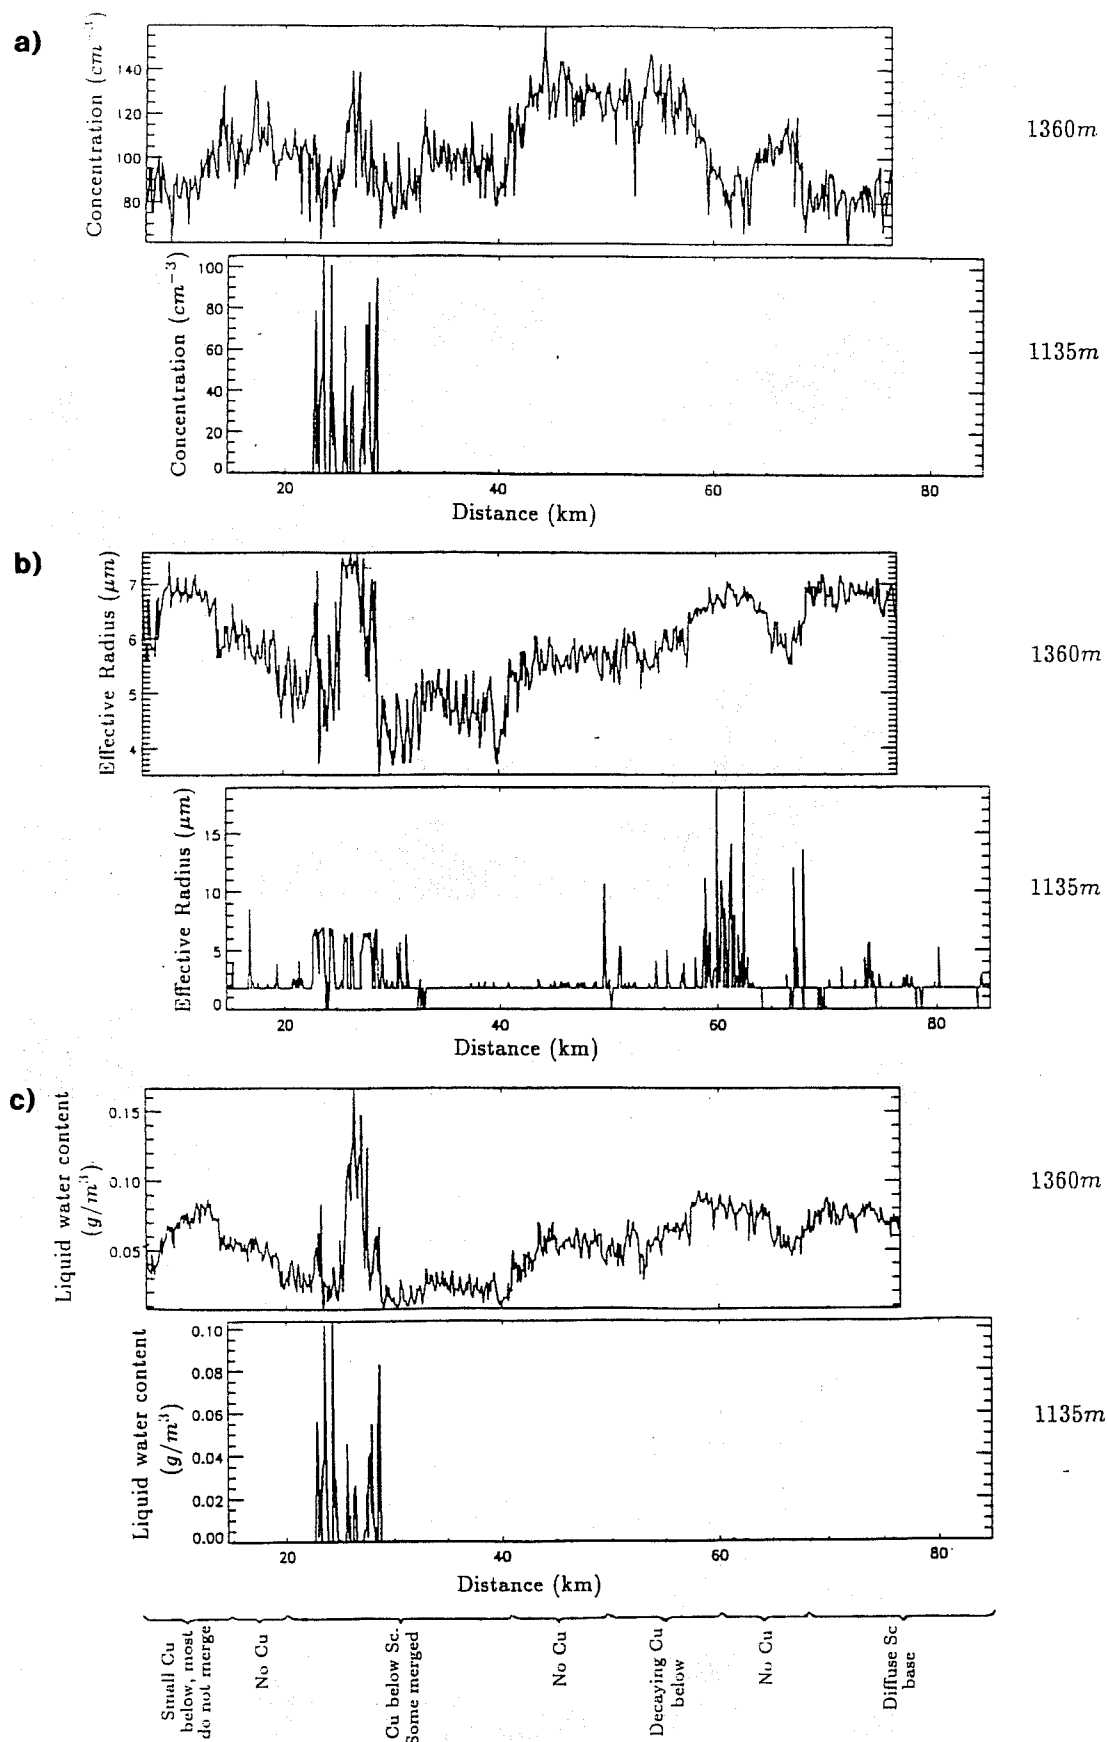 a)
Concentration (cm⁻³)
140
120
100
80
1360m
Concentration (cm⁻³)
100
80
60
40
20
0
1135m
20 40 60 80
Distance (km)
b)
Effective Radius (μm)
7
6
5
4
1360m
Effective Radius (μm)
15
10
5
0
1135m
20 40 60 80
Distance (km)
c)
Liquid water content
(g/m³)
0.15
0.10
0.05
1360m
Liquid water content
(g/m³)
0.10
0.08
0.06
0.04
0.02
0.00
1135m
20 40 60 80
Distance (km)
Small Cu
below, most
do not merge
No Cu
Cu below Sc.
Some merged
No Cu
Decaying Cu
below
No Cu
Diffuse Sc
base